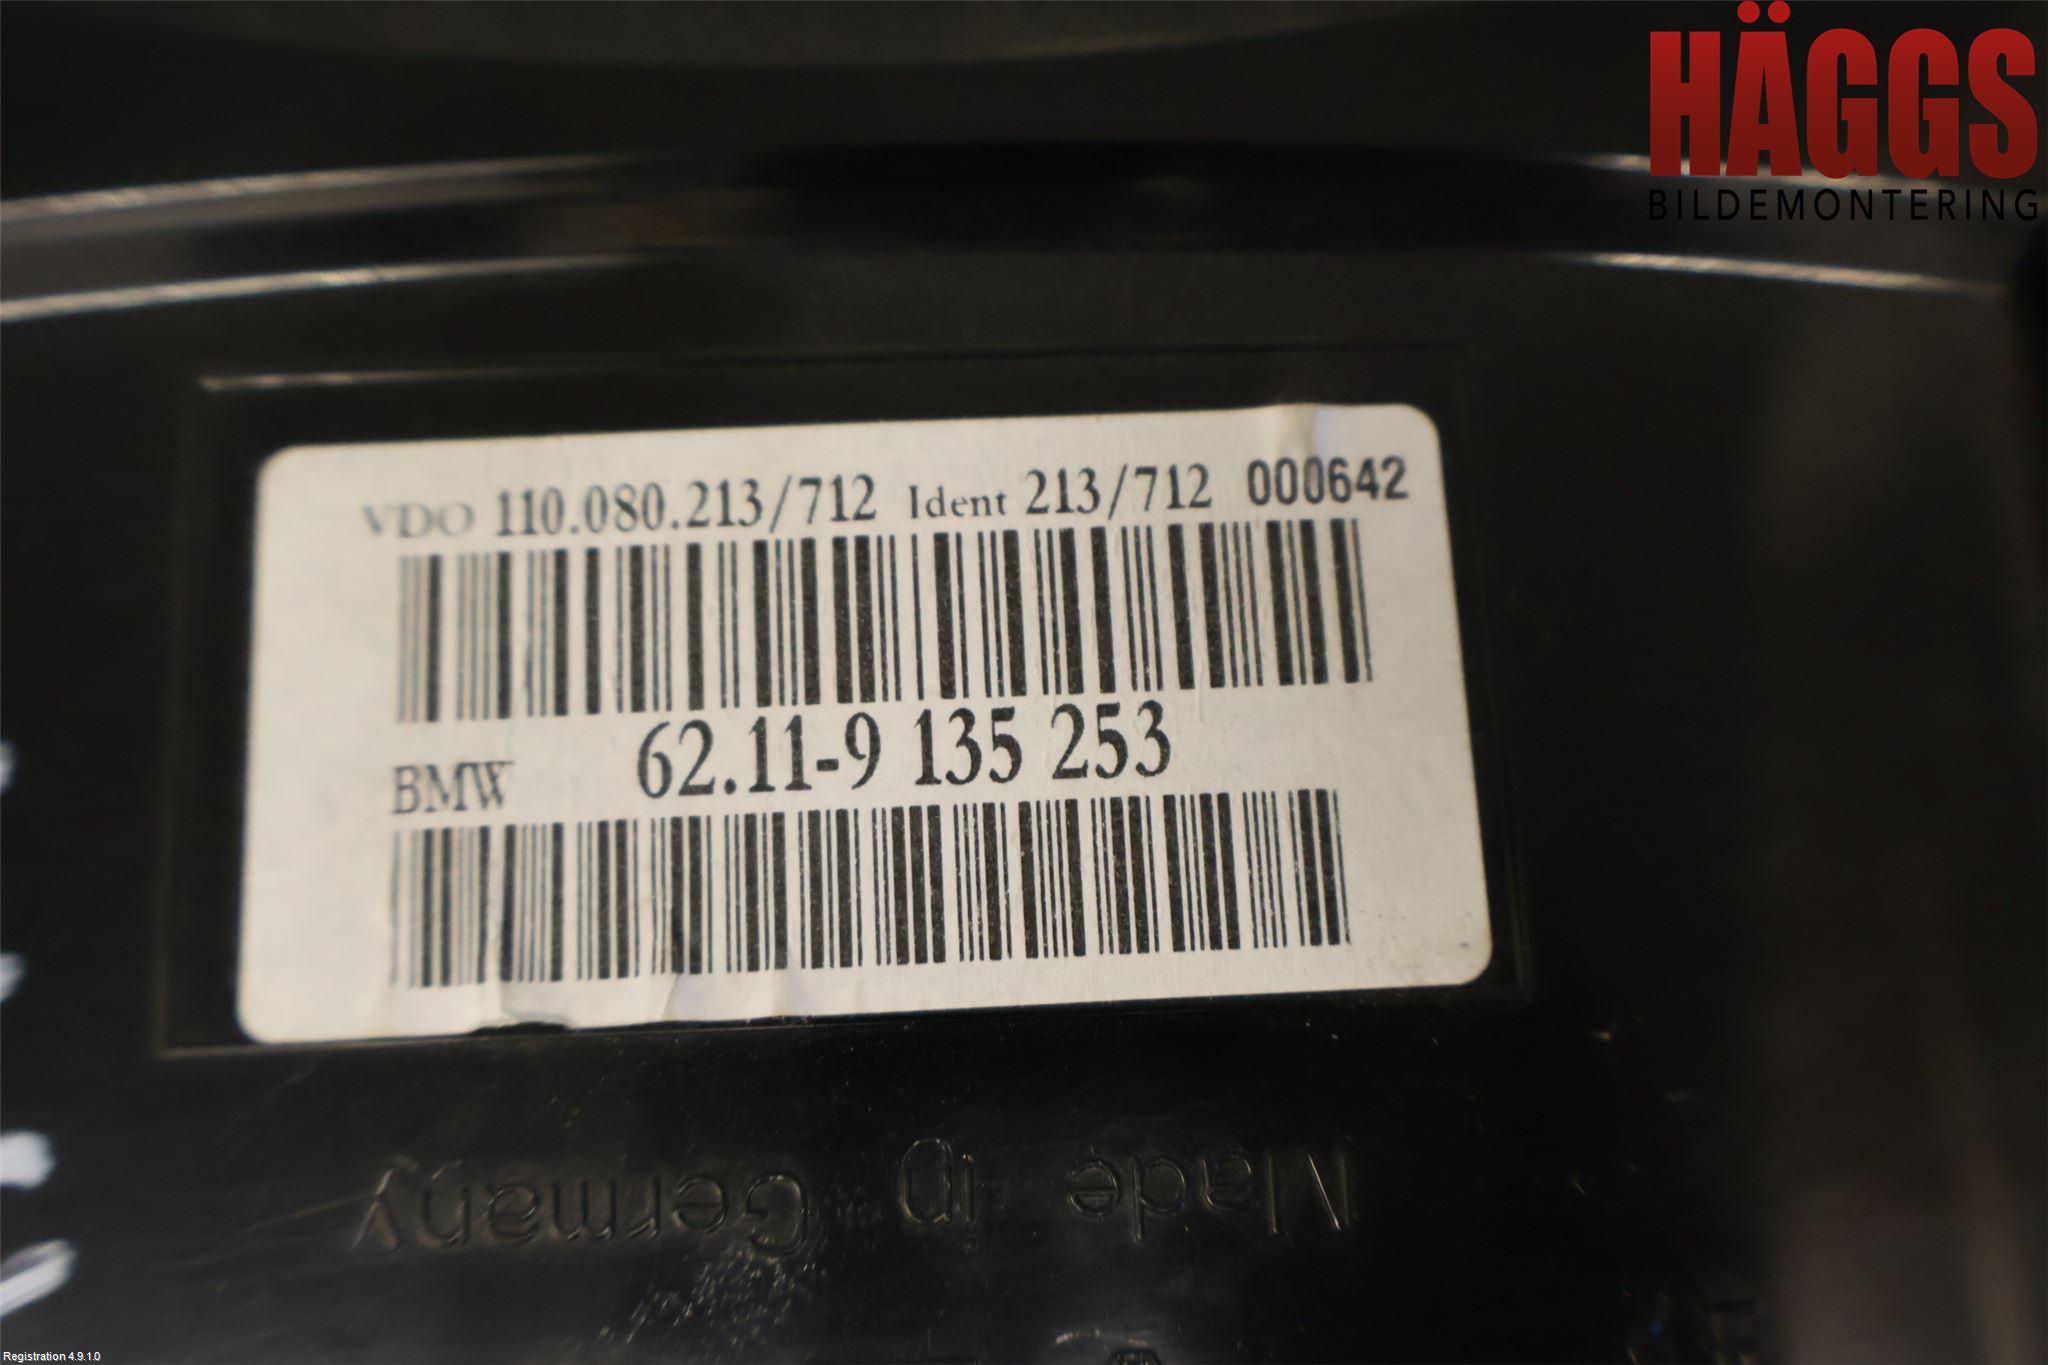 HÄGGS
BILDEMONTERING
VDO 110.080.213/712 Ident 213/712 000642
BMW 62.11-9 135 253
Made in Germany
Registration 4.9.1.0